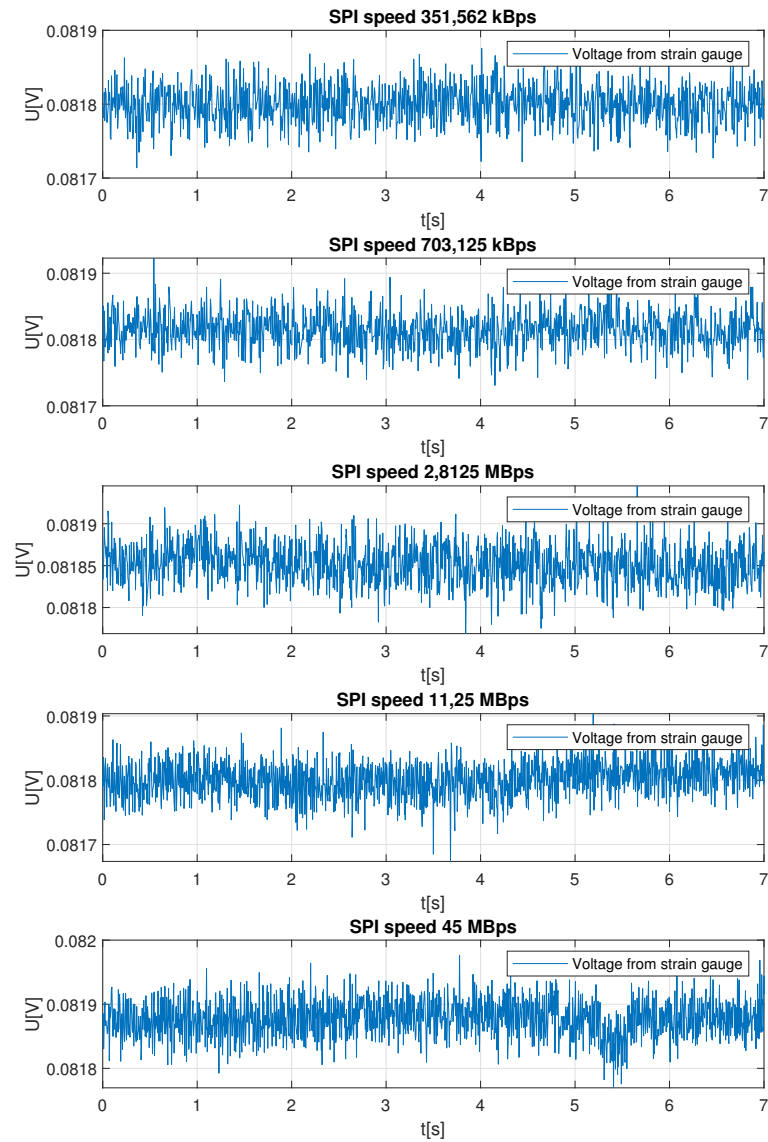 SPI speed 351,562 kBps
0.0819
Voltage from strain gauge
0.0818
U[V]
0.0817
0 1 2 3 4 5 6 7
t[s]
SPI speed 703,125 kBps
0.0819
Voltage from strain gauge
0.0818
U[V]
0.0817
0 1 2 3 4 5 6 7
t[s]
SPI speed 2,8125 MBps
0.0819
Voltage from strain gauge
0.08185
U[V]
0.0818
0 1 2 3 4 5 6 7
t[s]
SPI speed 11,25 MBps
0.0819
Voltage from strain gauge
0.0818
U[V]
0.0817
0 1 2 3 4 5 6 7
t[s]
SPI speed 45 MBps
0.082
Voltage from strain gauge
0.0819
U[V]
0.0818
0 1 2 3 4 5 6 7
t[s]